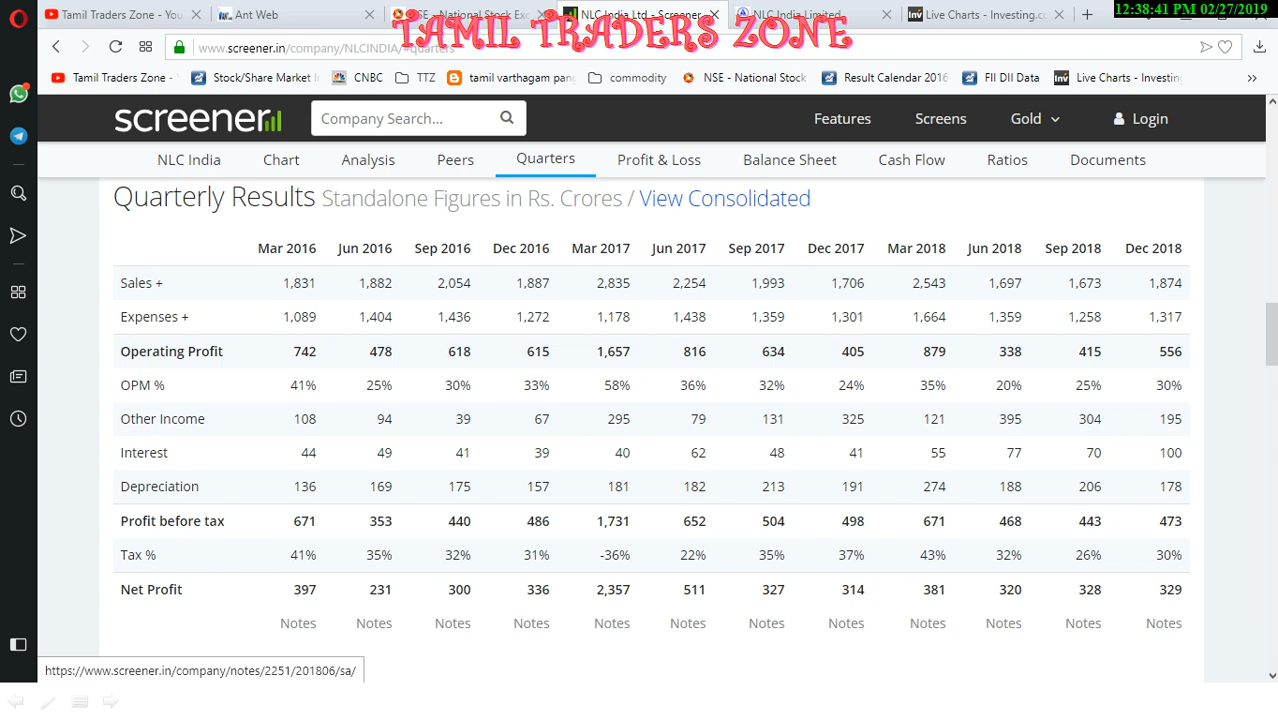 12:38:41 PM 02/27/2019
Tamil Traders Zone - You
Ant Web
NLC India Ltd - Screener
NLC India Limited
Live Charts - Investing.co
TAMIL TRADERS ZONE
www.screener.in/company/NLCINDIA/#quarters
Tamil Traders Zone -
Stock/Share Market
CNBC
TTZ
tamil varthagam pan
commodity
NSE - National Stock
Result Calendar 2016
FII DII Data
Live Charts - Investin
screener
Company Search...
Features
Screens
Gold
Login
NLC India
Chart
Analysis
Peers
Quarters
Profit & Loss
Balance Sheet
Cash Flow
Ratios
Documents
Quarterly Results Standalone Figures in Rs. Crores / View Consolidated
Mar 2016 Jun 2016 Sep 2016 Dec 2016 Mar 2017 Jun 2017 Sep 2017 Dec 2017 Mar 2018 Jun 2018 Sep 2018 Dec 2018
Sales + 1,831 1,882 2,054 1,887 2,835 2,254 1,993 1,706 2,543 1,697 1,673 1,874
Expenses + 1,089 1,404 1,436 1,272 1,178 1,438 1,359 1,301 1,664 1,359 1,258 1,317
Operating Profit 742 478 618 615 1,657 816 634 405 879 338 415 556
OPM % 41% 25% 30% 33% 58% 36% 32% 24% 35% 20% 25% 30%
Other Income 108 94 39 67 295 79 131 325 121 395 304 195
Interest 44 49 41 39 40 62 48 41 55 77 70 100
Depreciation 136 169 175 157 181 182 213 191 274 188 206 178
Profit before tax 671 353 440 486 1,731 652 504 498 671 468 443 473
Tax % 41% 35% 32% 31% -36% 22% 35% 37% 43% 32% 26% 30%
Net Profit 397 231 300 336 2,357 511 327 314 381 320 328 329
Notes Notes Notes Notes Notes Notes Notes Notes Notes Notes Notes Notes
https://www.screener.in/company/notes/2251/201806/sa/